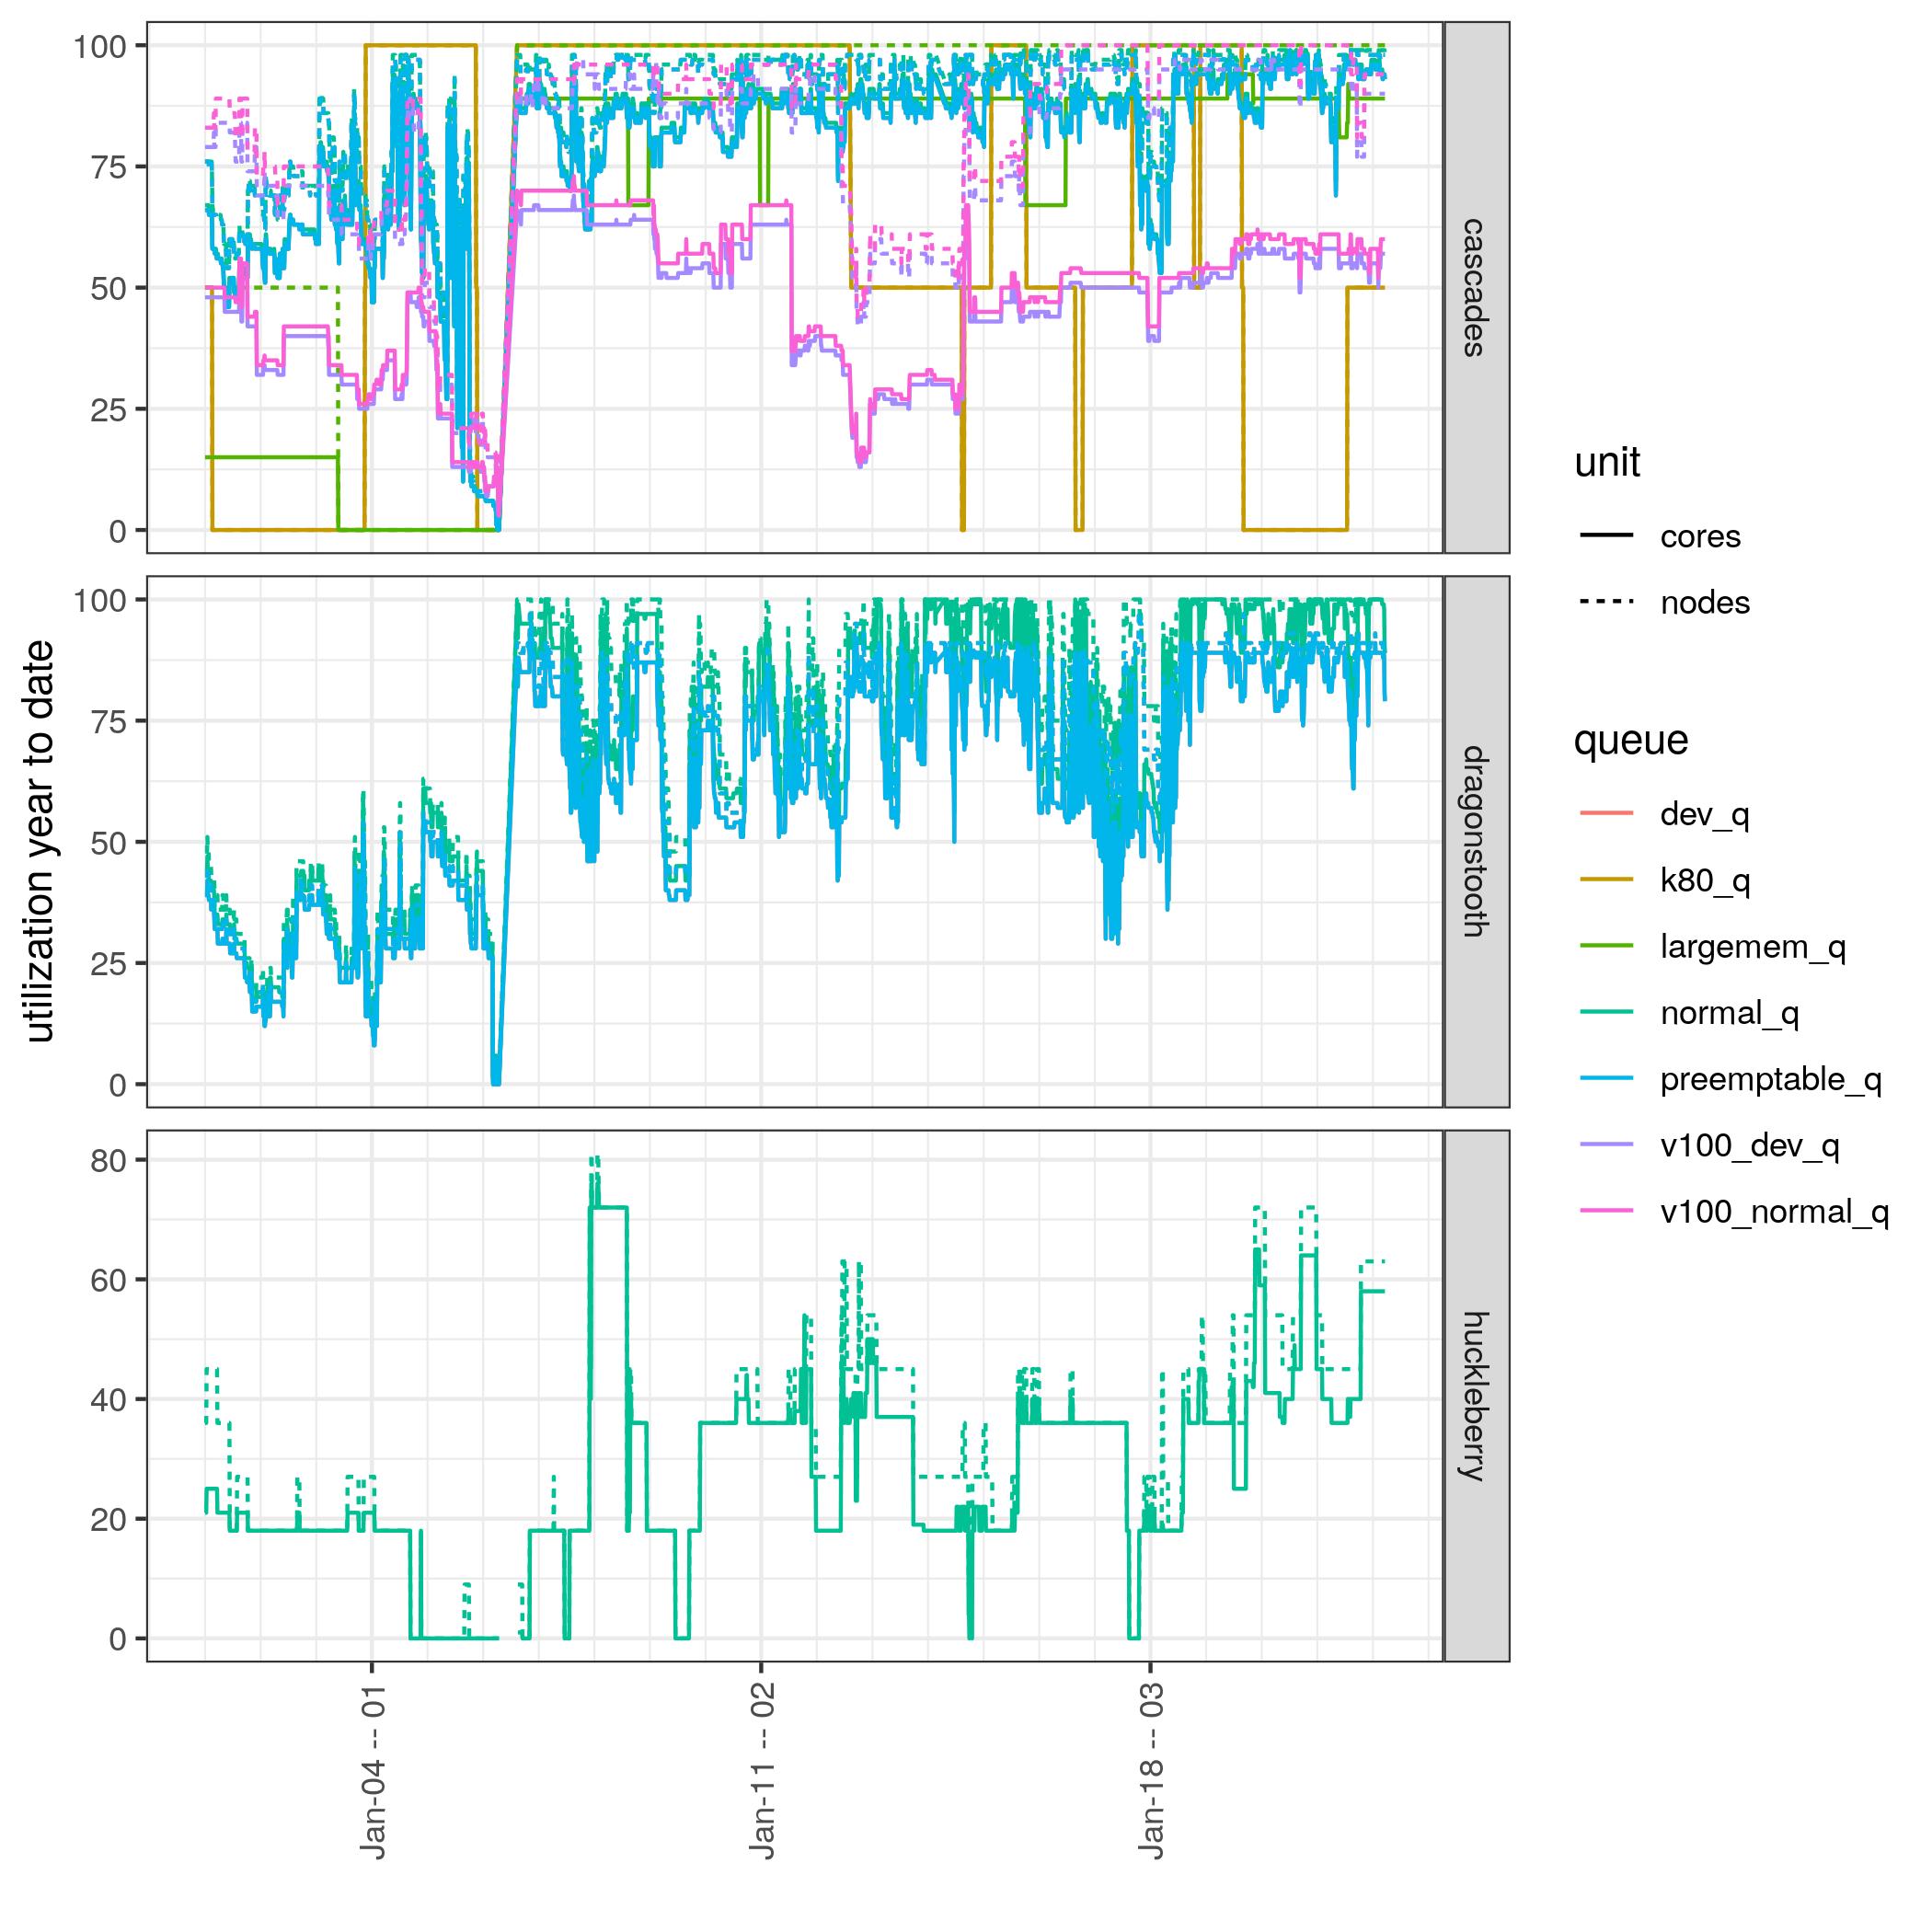 utilization year to date
100
75
50
25
0
cascades
100
75
50
25
0
dragonstooth
80
60
40
20
0
huckleberry
Jan-04 -- 01
Jan-11 -- 02
Jan-18 -- 03
unit
cores
nodes
queue
dev_q
k80_q
largemem_q
normal_q
preemptable_q
v100_dev_q
v100_normal_q